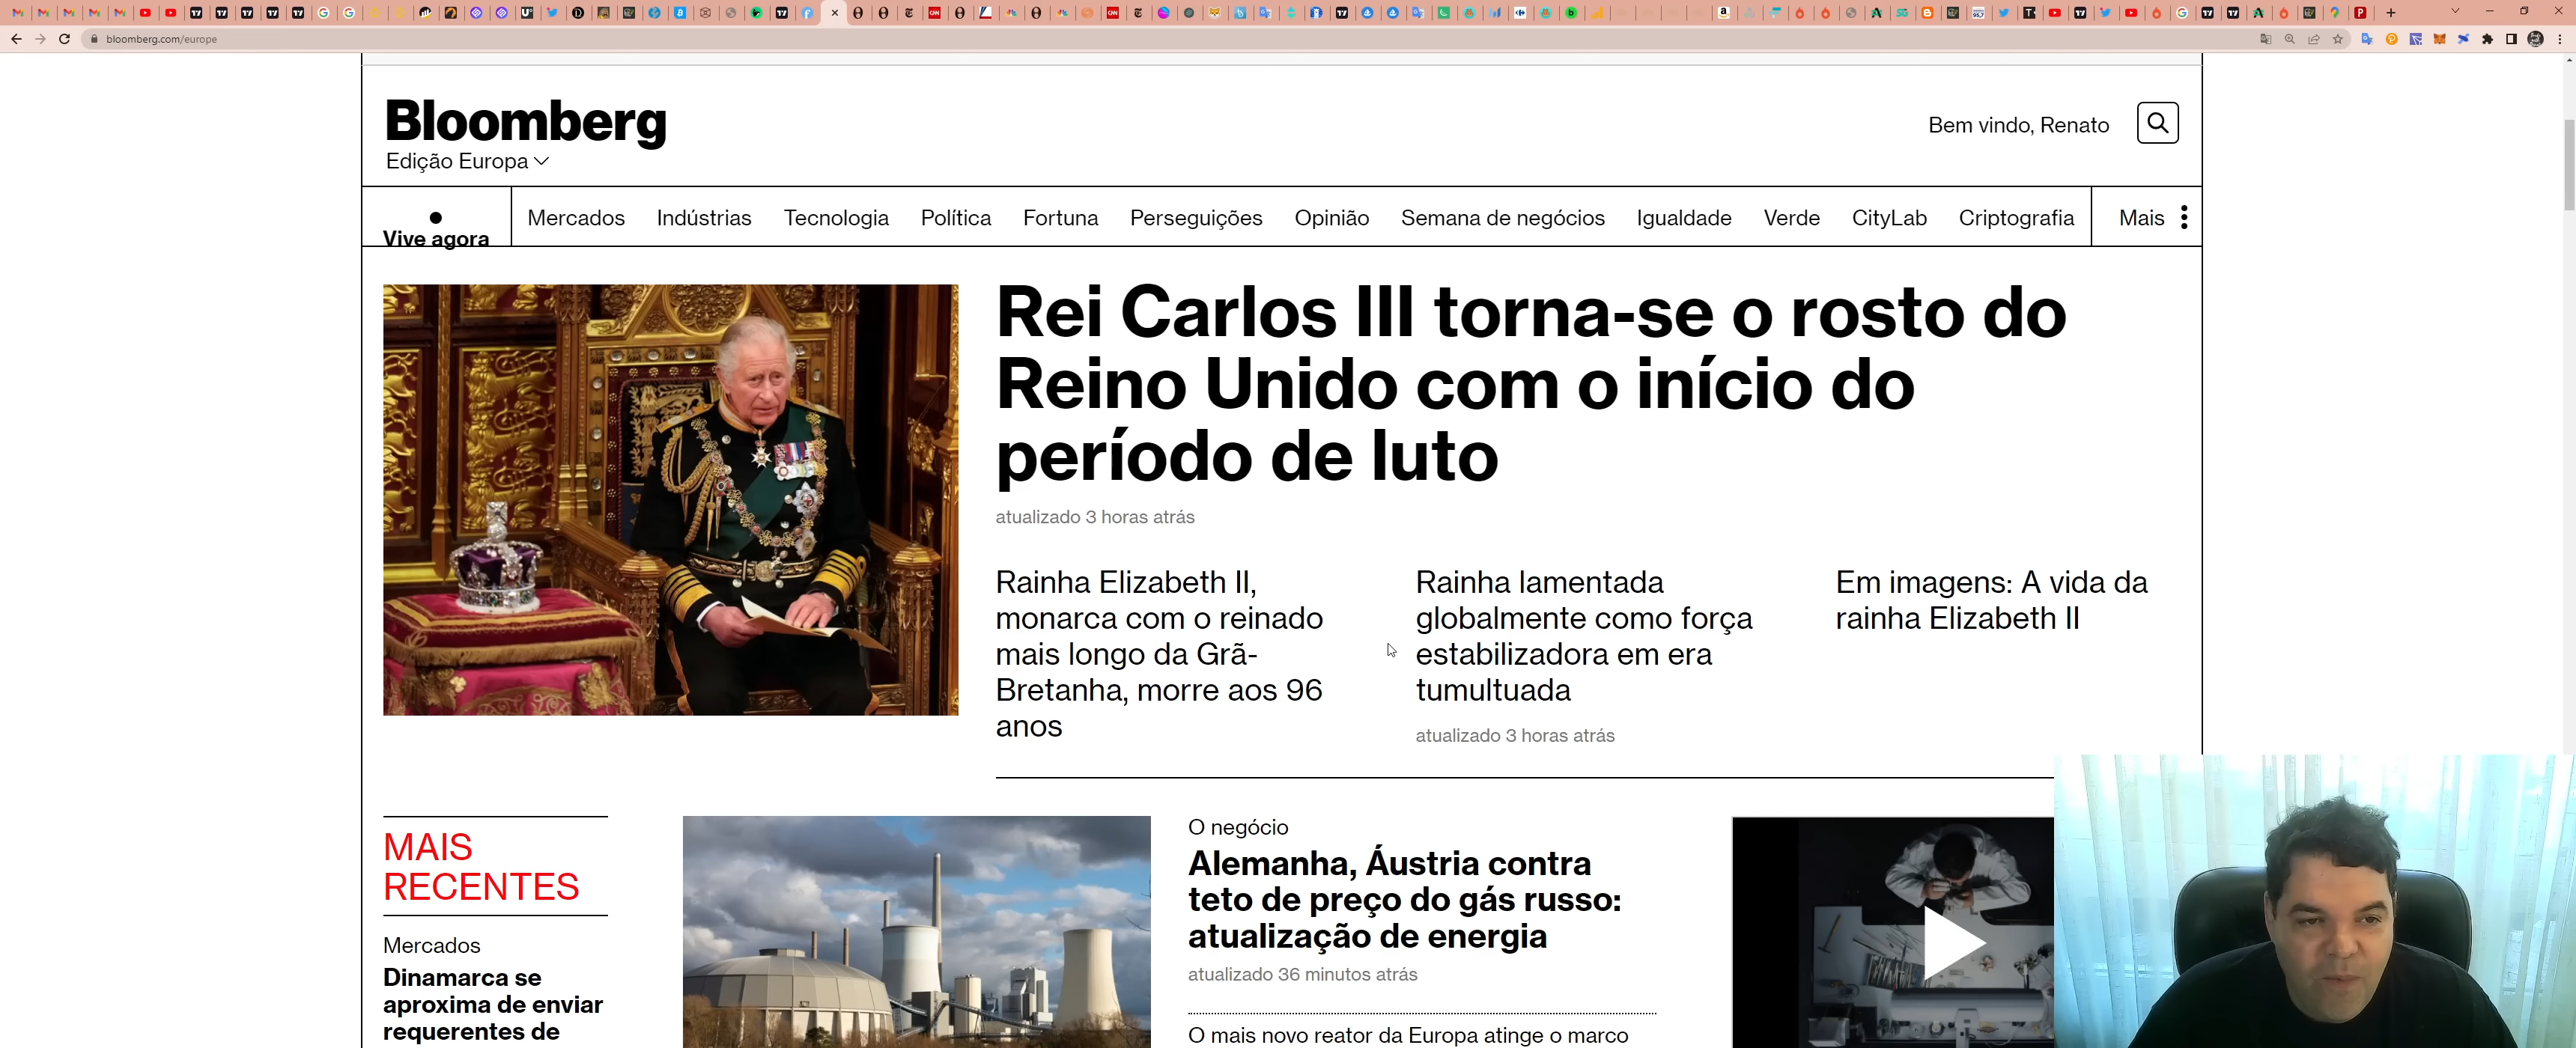 bloomberg.com/europe
Bloomberg
Bem vindo, Renato
Edição Europa
Vive agora
Mercados Indústrias Tecnologia Política Fortuna Perseguições Opinião Semana de negócios Igualdade Verde CityLab Criptografia Mais
Rei Carlos III torna-se o rosto do
Reino Unido com o início do
período de luto
atualizado 3 horas atrás
Rainha Elizabeth II,
monarca com o reinado
mais longo da Grã-
Bretanha, morre aos 96
anos
Rainha lamentada
globalmente como força
estabilizadora em era
tumultuada
atualizado 3 horas atrás
Em imagens: A vida da
rainha Elizabeth II
MAIS
RECENTES
Mercados
Dinamarca se
aproxima de enviar
requerentes de
O negócio
Alemanha, Áustria contra
teto de preço do gás russo:
atualização de energia
atualizado 36 minutos atrás
O mais novo reator da Europa atinge o marco